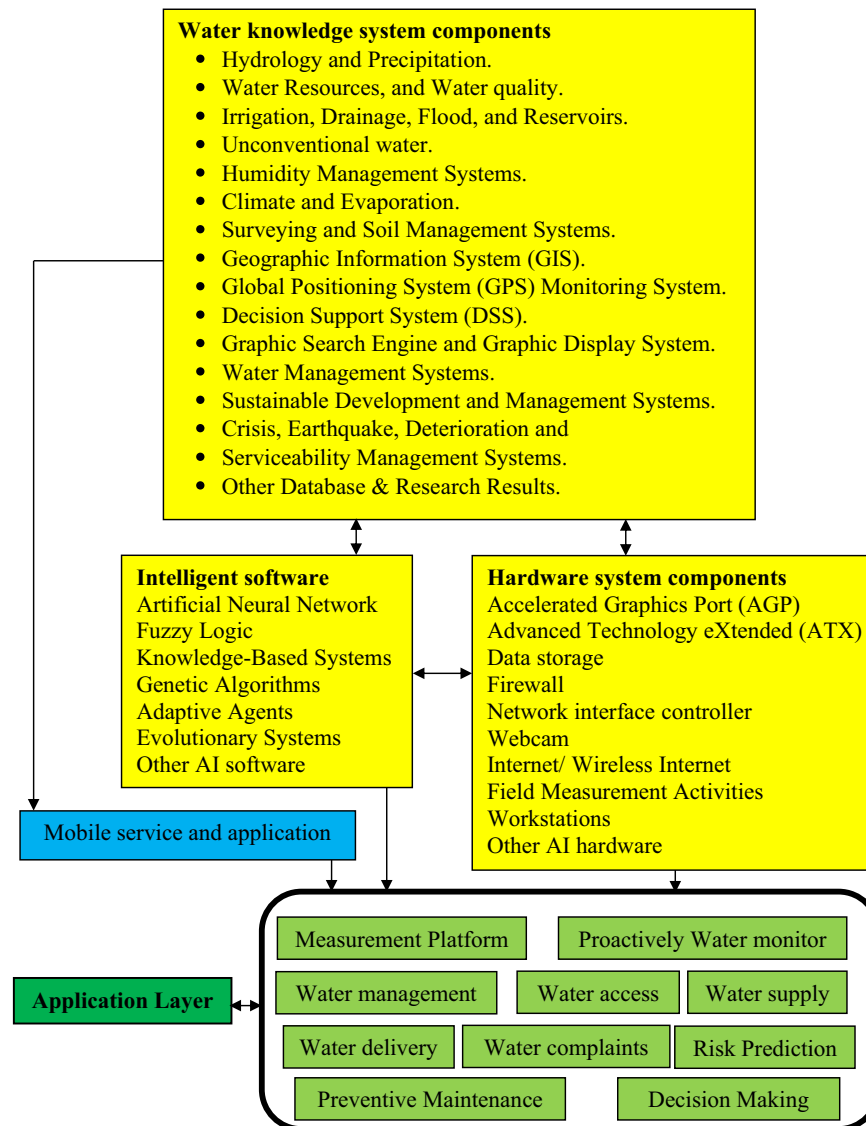 Water knowledge system components
• Hydrology and Precipitation.
• Water Resources, and Water quality.
• Irrigation, Drainage, Flood, and Reservoirs.
• Unconventional water.
• Humidity Management Systems.
• Climate and Evaporation.
• Surveying and Soil Management Systems.
• Geographic Information System (GIS).
• Global Positioning System (GPS) Monitoring System.
• Decision Support System (DSS).
• Graphic Search Engine and Graphic Display System.
• Water Management Systems.
• Sustainable Development and Management Systems.
• Crisis, Earthquake, Deterioration and
• Serviceability Management Systems.
• Other Database & Research Results.
Intelligent software
Artificial Neural Network
Fuzzy Logic
Knowledge-Based Systems
Genetic Algorithms
Adaptive Agents
Evolutionary Systems
Other AI software
Hardware system components
Accelerated Graphics Port (AGP)
Advanced Technology eXtended (ATX)
Data storage
Firewall
Network interface controller
Webcam
Internet/ Wireless Internet
Field Measurement Activities
Workstations
Other AI hardware
Mobile service and application
Measurement Platform
Proactively Water monitor
Application Layer
Water management
Water access
Water supply
Water delivery
Water complaints
Risk Prediction
Preventive Maintenance
Decision Making